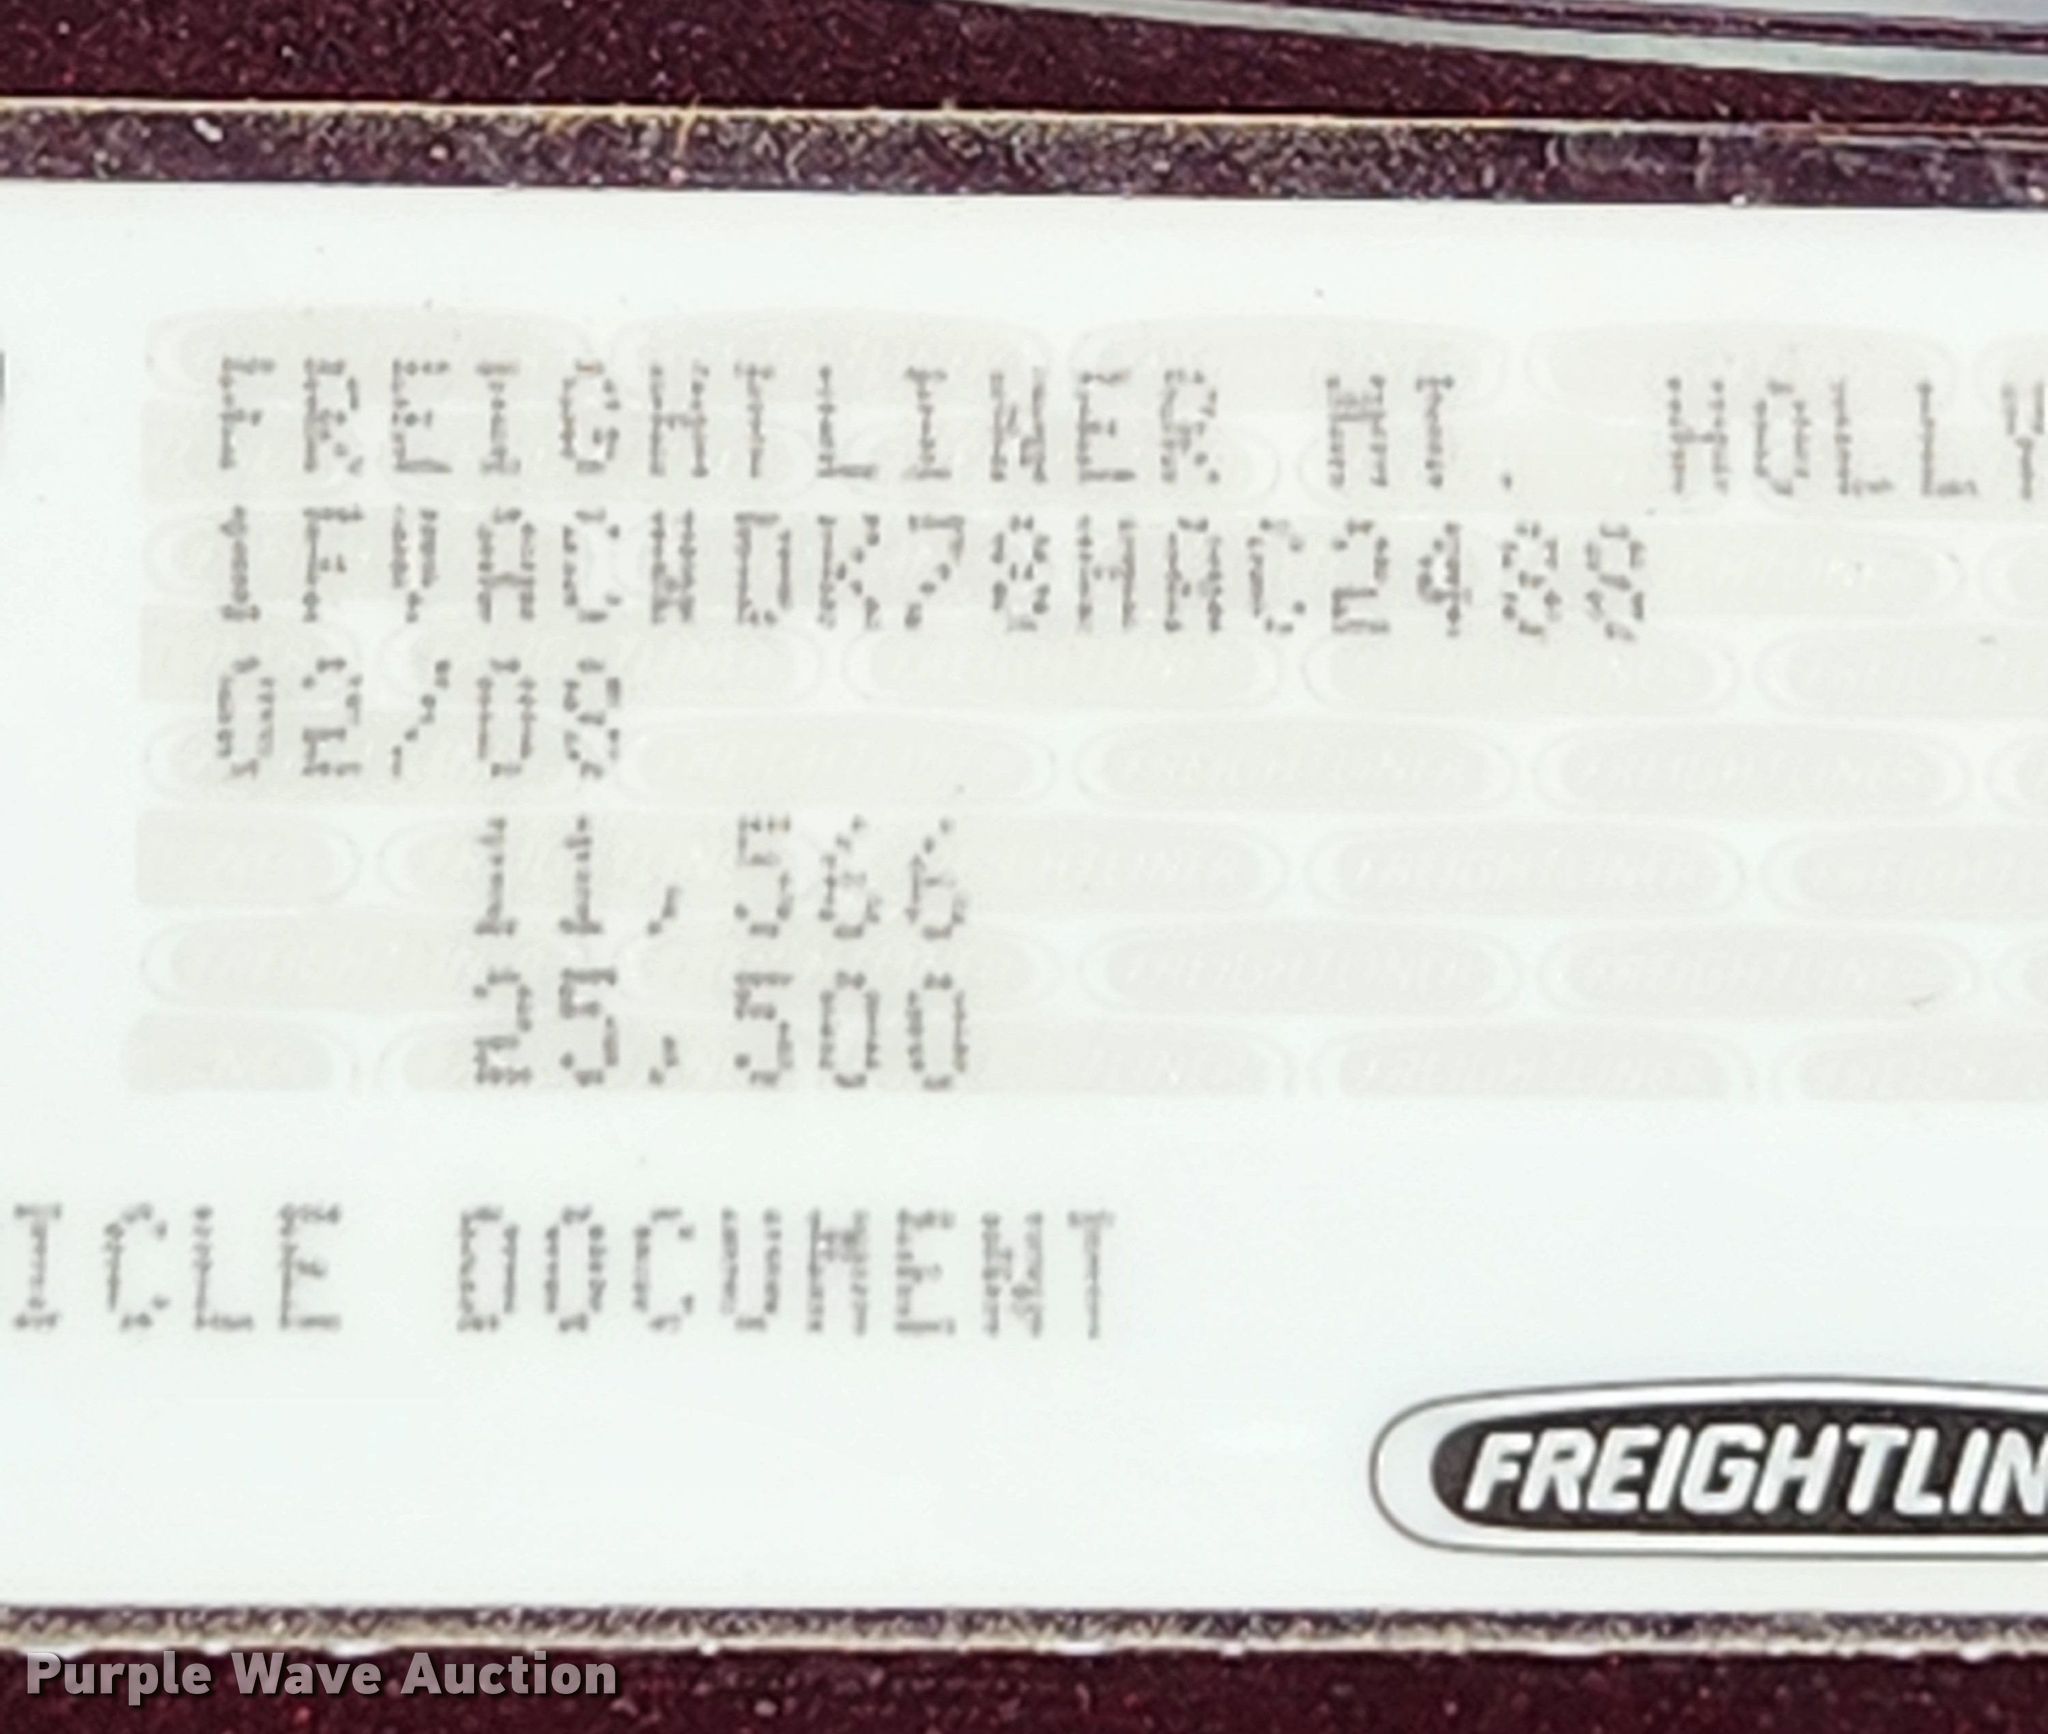 FREIGHTLINER MT. HOLLY
1FVACWDK78HAC2488
02/08
11,566
25,500
ICLE DOCUMENT
FREIGHTLIN
Purple Wave Auction